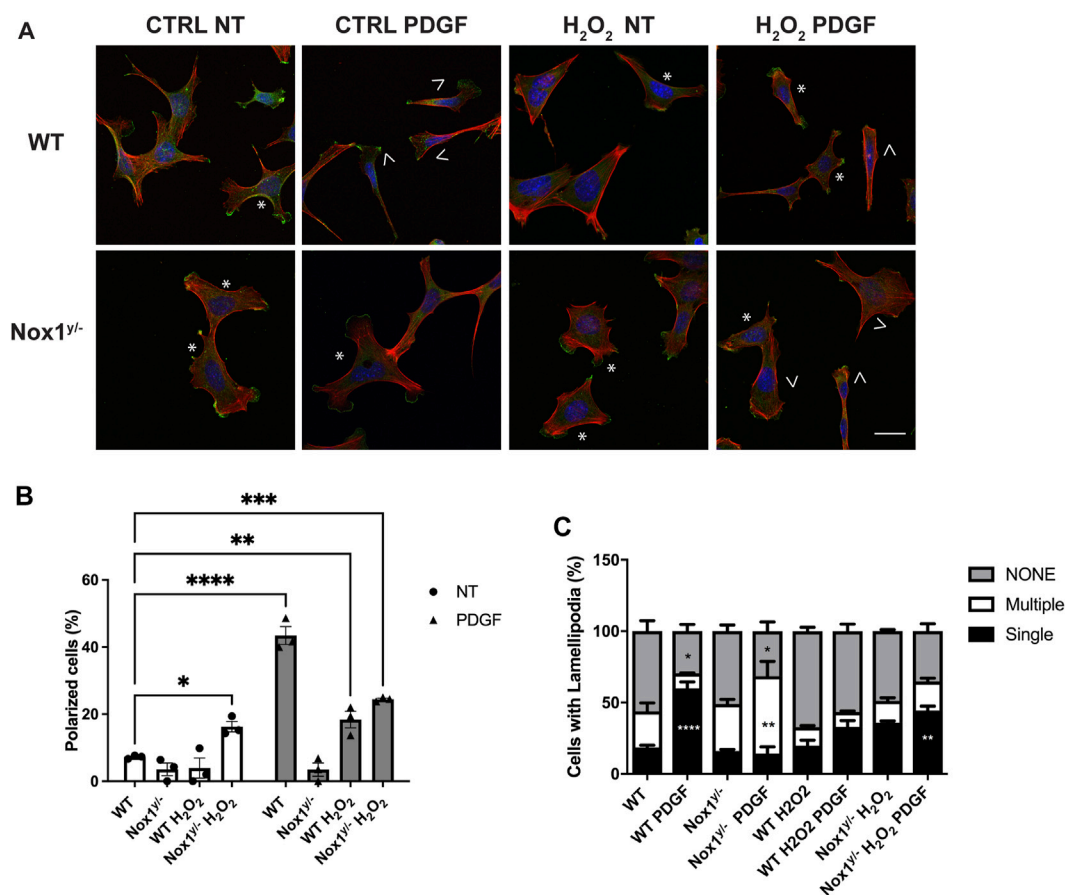 A
CTRL NT
CTRL PDGF
H₂O₂ NT
H₂O₂ PDGF
WT
*
*
^
^
^
*
*
*
^
Nox1ʸ/⁻
*
*
*
*
*
*
^
^
^
B
***
**
****
*
Polarized cells (%)
60
40
20
0
NT
PDGF
WT
Nox1ʸ/⁻
WT H₂O₂
Nox1ʸ/⁻ H₂O₂
WT
Nox1ʸ/⁻
WT H₂O₂
Nox1ʸ/⁻ H₂O₂
C
Cells with Lamellipodia (%)
150
100
50
0
*
****
*
**
**
NONE
Multiple
Single
WT
WT PDGF
Nox1ʸ/⁻
Nox1ʸ/⁻ PDGF
WT H2O2
WT H2O2 PDGF
Nox1ʸ/⁻ H₂O₂
Nox1ʸ/⁻ H₂O₂ PDGF